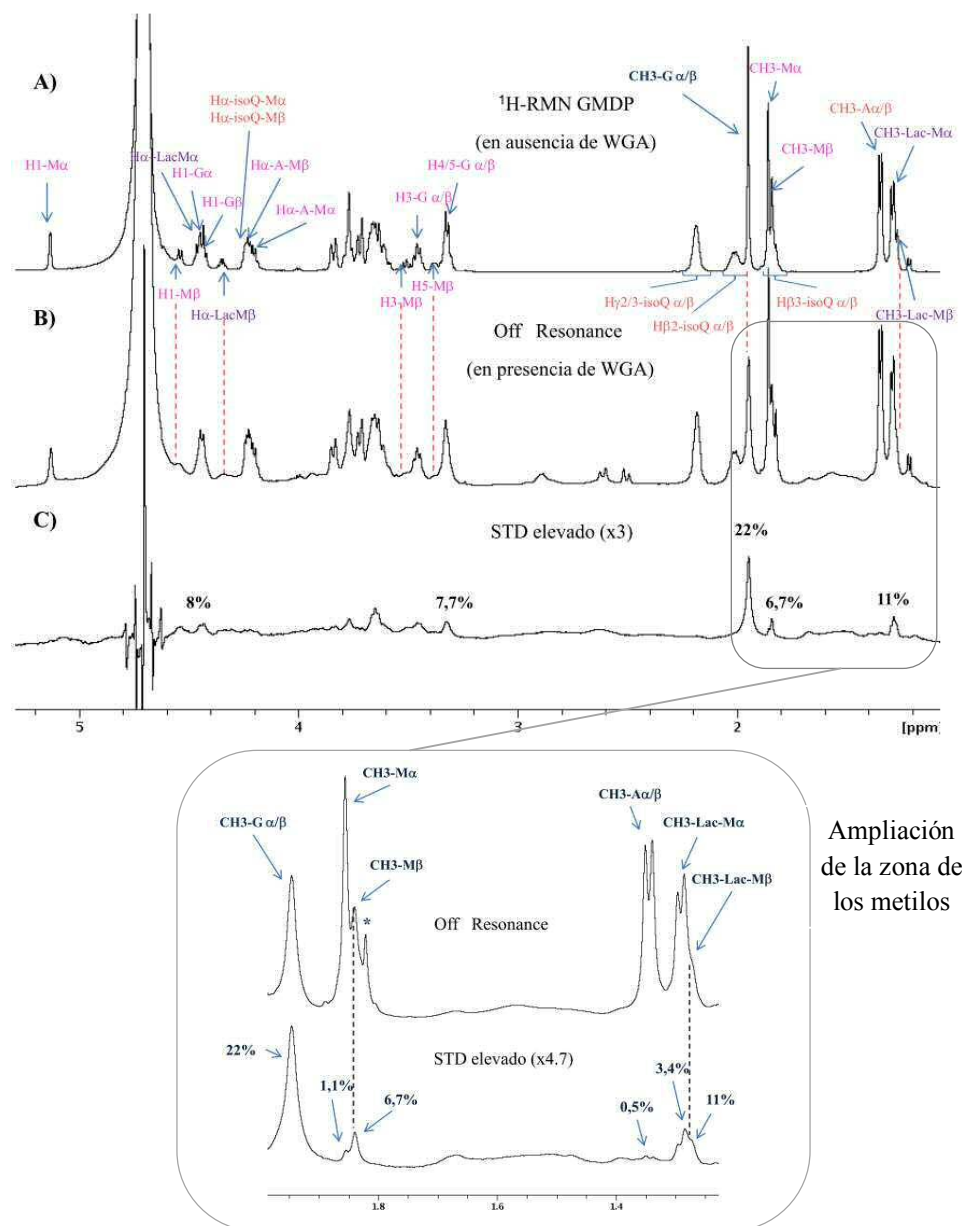 A)
¹H-RMN GMDP
(en ausencia de WGA)
H1-Mα
Hα-LacMα
H1-Gα
H1-Gβ
Hα-isoQ-Mα
Hα-isoQ-Mβ
Hα-A-Mβ
Hα-A-Mα
H3-G α/β
H4/5-G α/β
CH3-G α/β
CH3-Mα
CH3-Mβ
CH3-Aα/β
CH3-Lac-Mα
H1-Mβ
Hα-LacMβ
H3-Mβ
H5-Mβ
Hγ2/3-isoQ α/β
Hβ2-isoQ α/β
Hβ3-isoQ α/β
CH3-Lac-Mβ
B)
Off Resonance
(en presencia de WGA)
C)
STD elevado (x3)
8%
7,7%
22%
6,7%
11%
5 4 3 2 [ppm]
CH3-G α/β
CH3-Mα
CH3-Mβ
*
CH3-Aα/β
CH3-Lac-Mα
CH3-Lac-Mβ
Off Resonance
STD elevado (x4.7)
22%
1,1%
6,7%
0,5%
3,4%
11%
1.8 1.6 1.4
Ampliación
de la zona de
los metilos